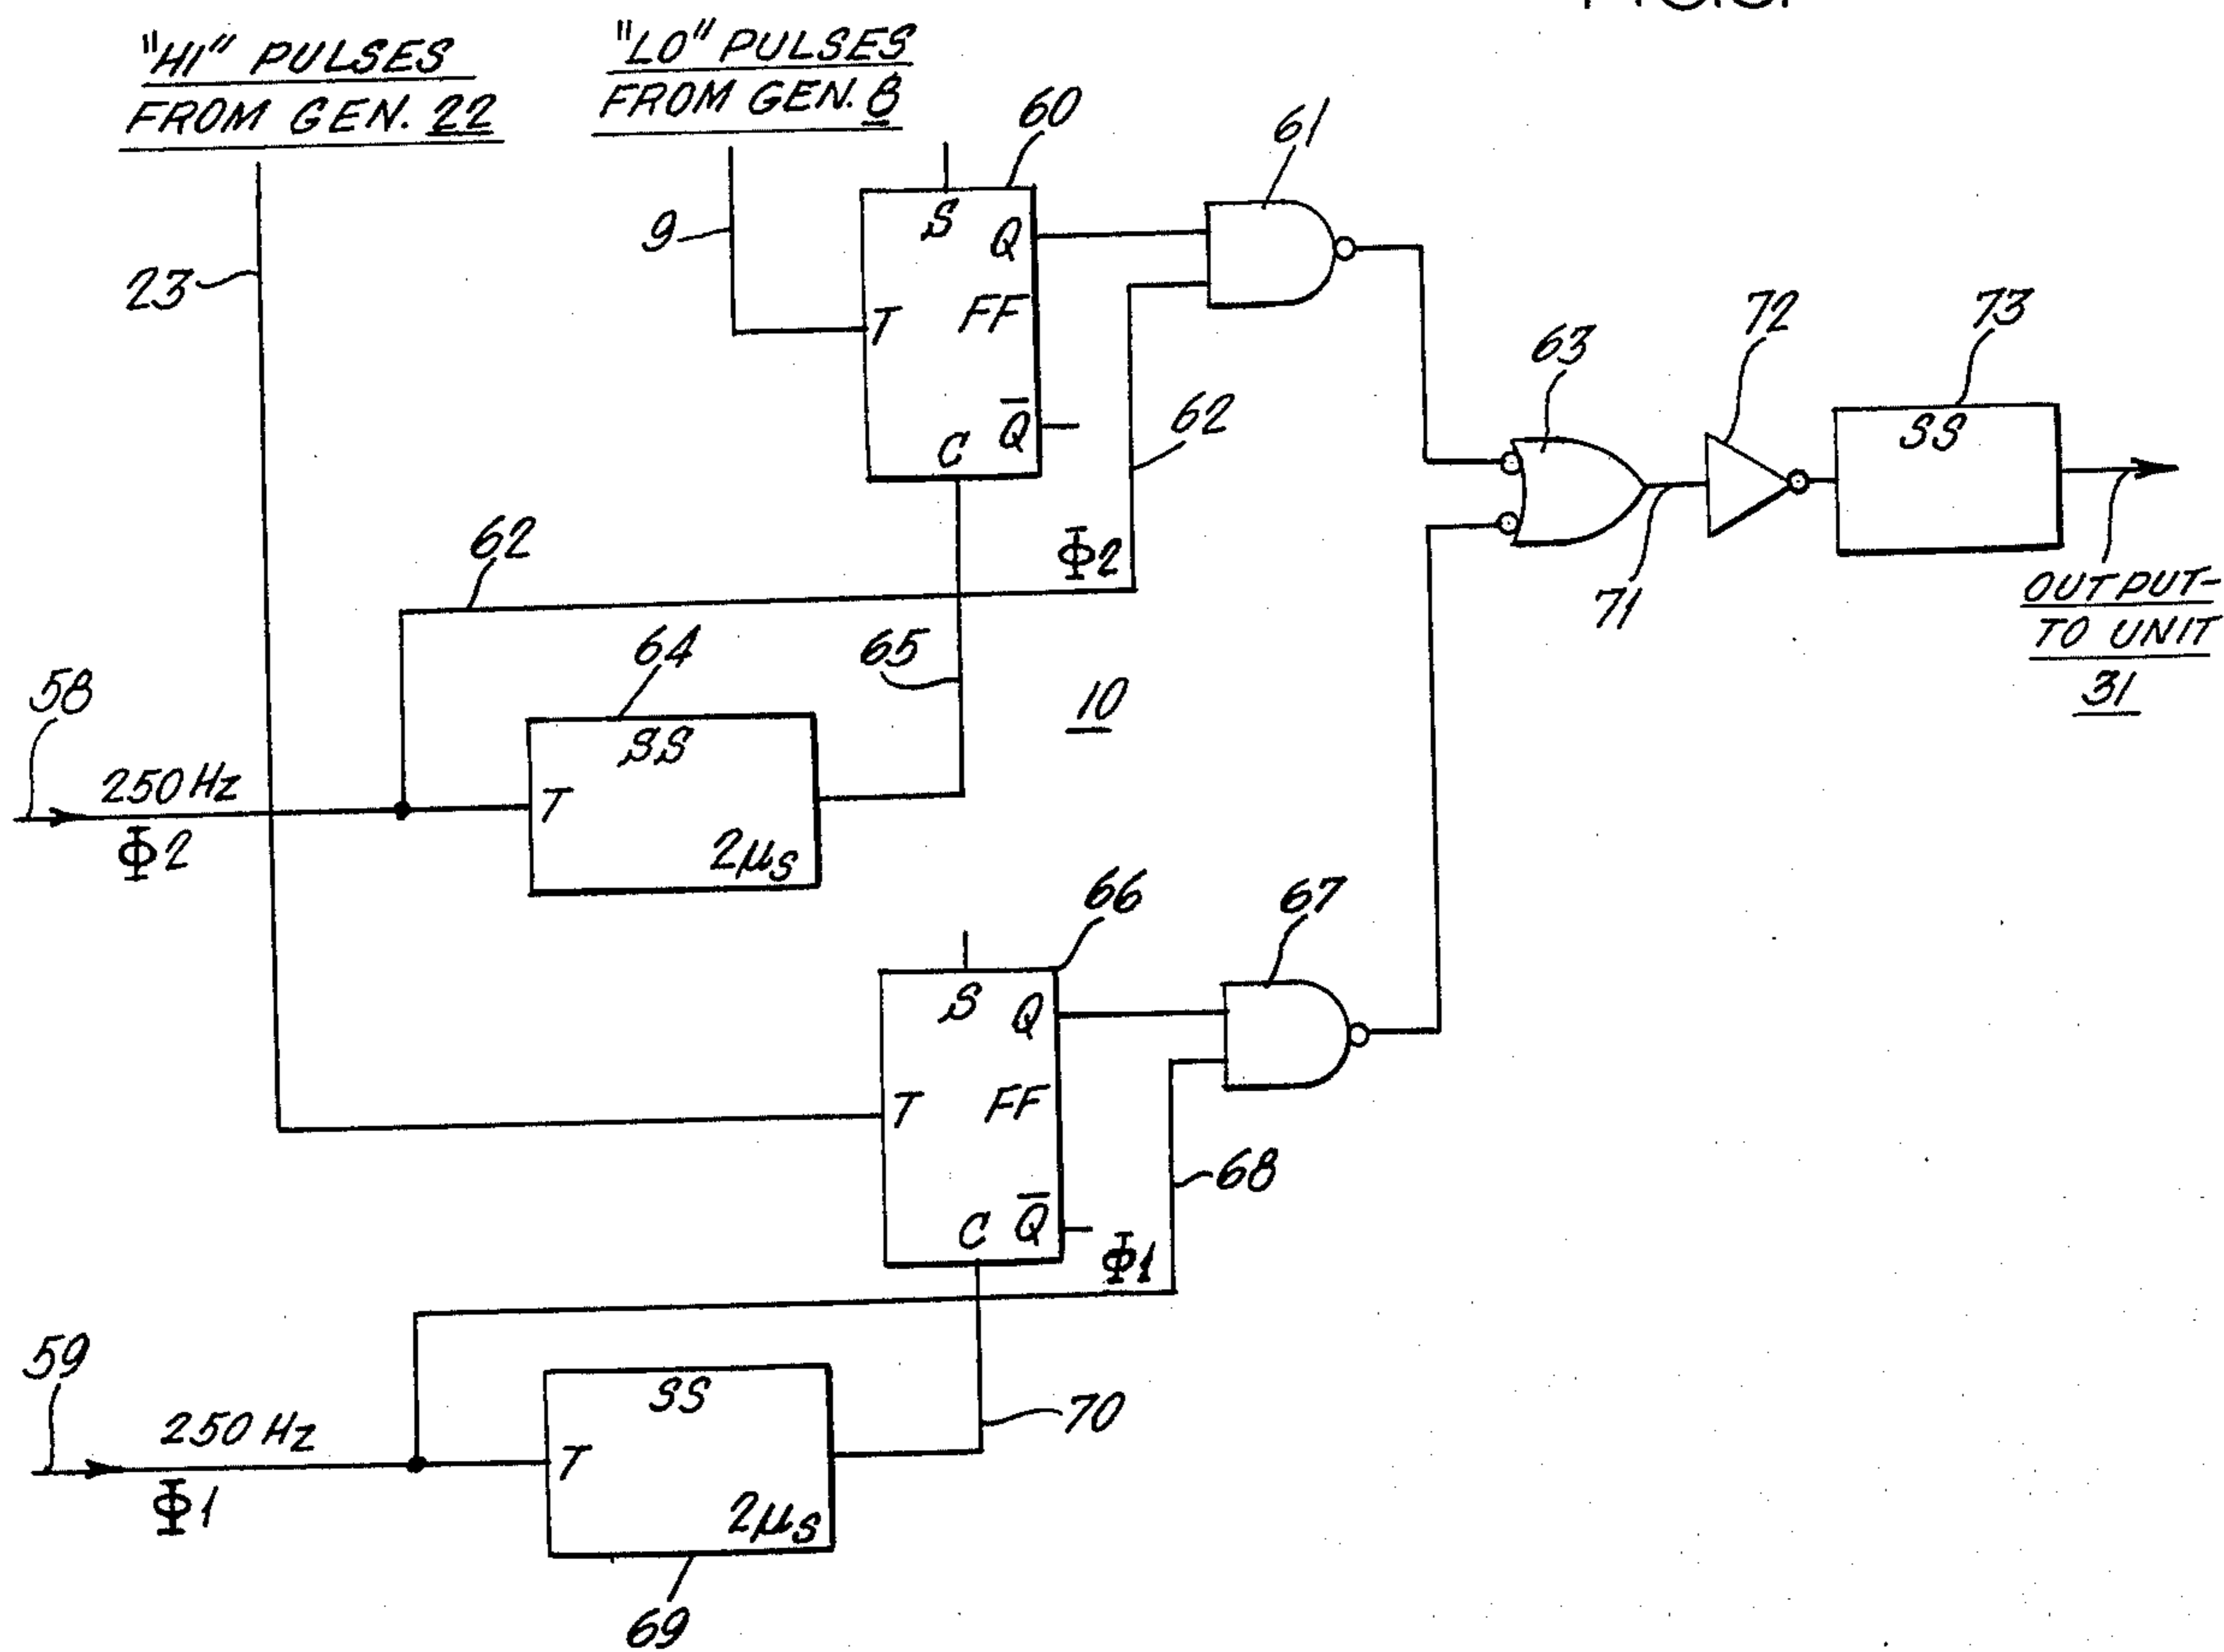 "HI" PULSES
FROM GEN. 22
"LO" PULSES
FROM GEN. 8
60
61
S
Q
9
23
T
FF
72
73
63
Q̅
C
62
SS
Φ2
62
71
OUTPUT-
TO UNIT
31
64
65
10
58
SS
250 Hz
T
Φ2
2μs
66
67
S
Q
T
FF
68
Q̅
C
Φ1
59
SS
70
250 Hz
T
Φ1
2μs
69